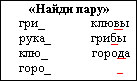 «Найди пару»
гри_ клювы
рука_ грибы
клю_ города
горо_ _